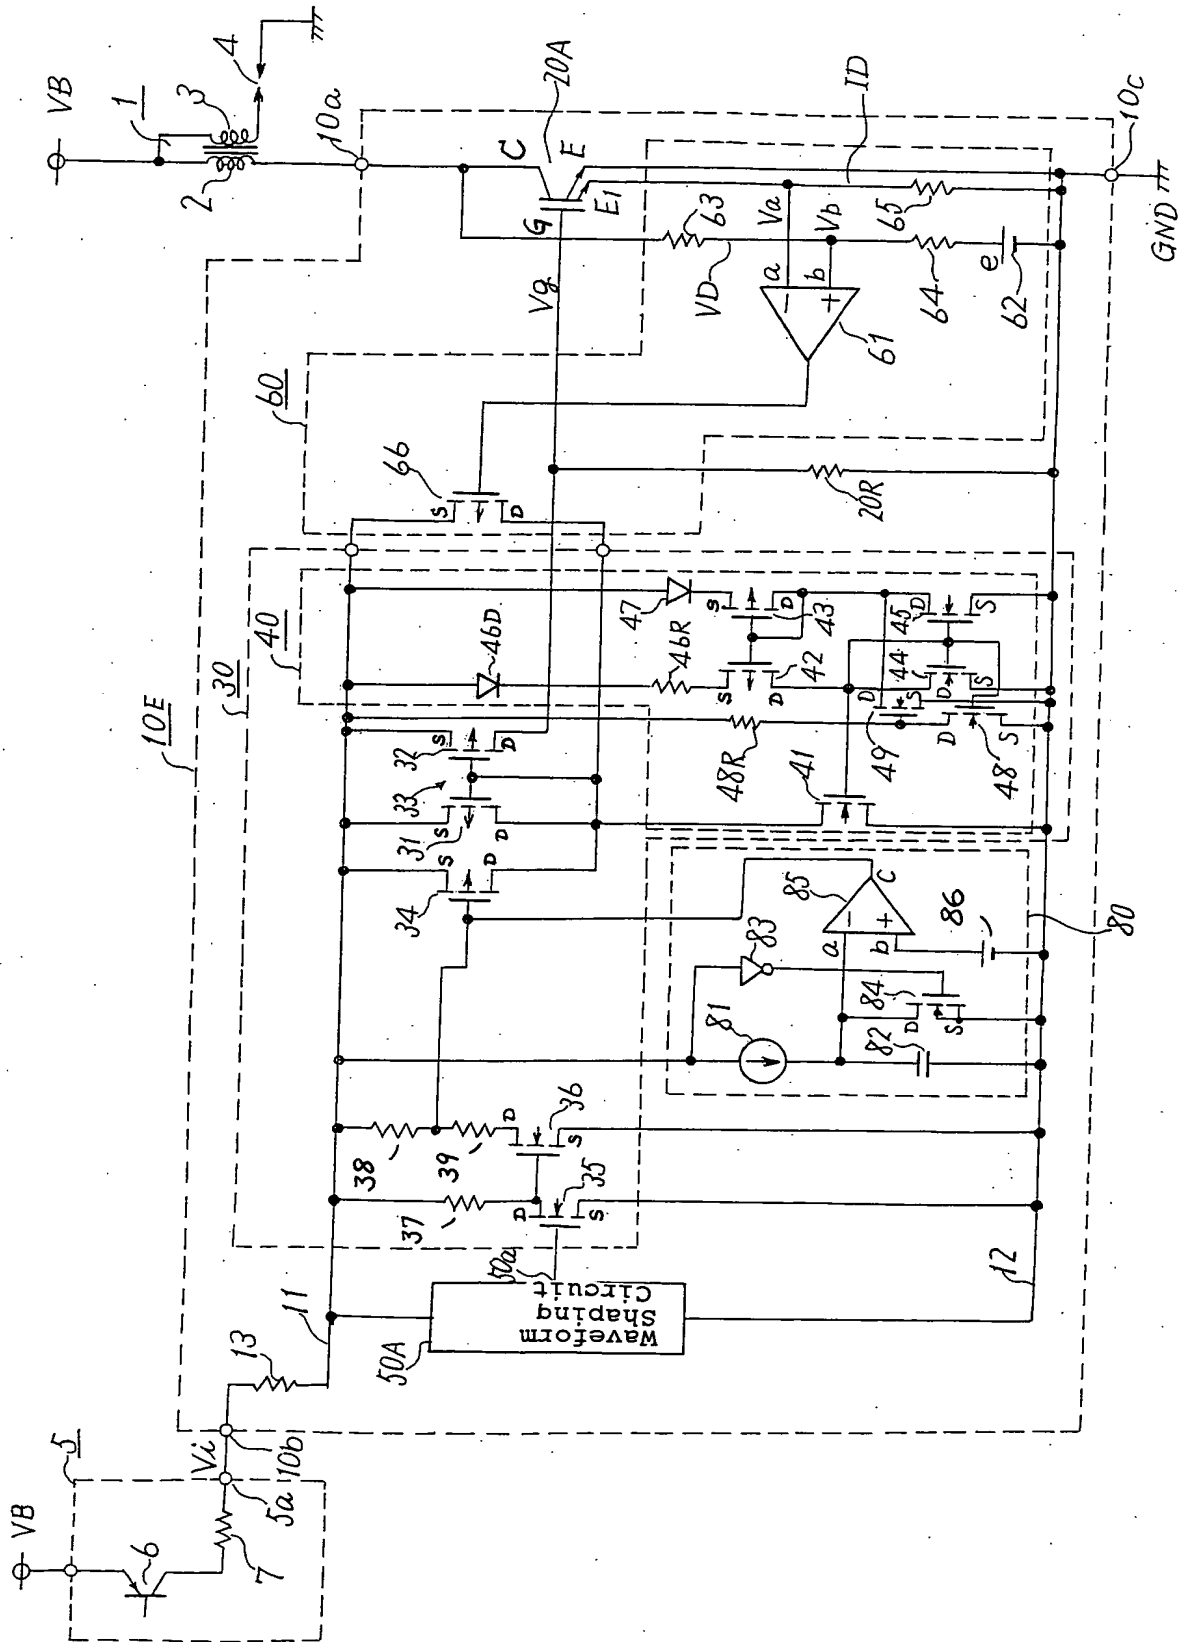 VB
1
3
4
2
10a
C
20A
G
E
E1
Vg
63
Va
ID
Vb
VD
a
b
−
+
61
65
64
e
62
10c
GND
60
66
S
D
20R
10E
30
40
46D
47
46R
S
D
43
S
D
42
32
S
D
33
31
S
D
34
S
D
48R
41
49
D
S
44
D
S
45
D
S
48
D
S
85
−
+
a
b
C
86
80
83
81
84
D
S
82
38
39
36
D
S
37
35
D
S
50a
11
13
12
50A
Waveform
Shaping
Circuit
VB
5
6
7
5a
Vi
10b